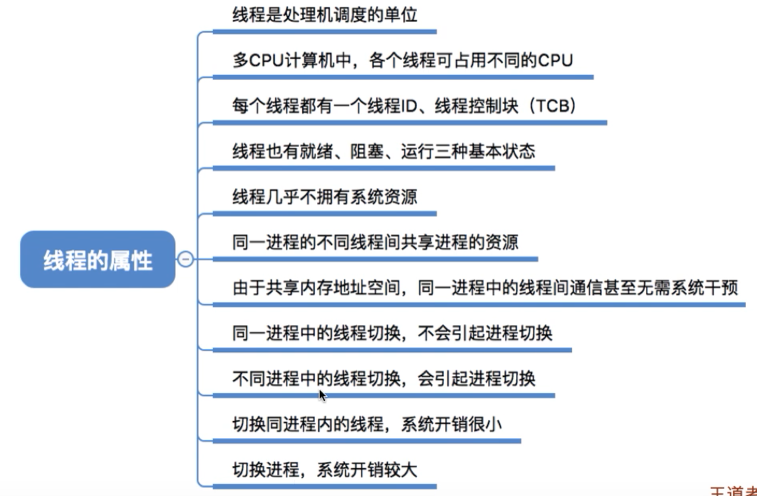 线程是处理机调度的单位
多CPU计算机中，各个线程可占用不同的CPU
每个线程都有一个线程ID、线程控制块（TCB）
线程也有就绪、阻塞、运行三种基本状态
线程几乎不拥有系统资源
线程的属性
同一进程的不同线程间共享进程的资源
由于共享内存地址空间，同一进程中的线程间通信甚至无需系统干预
同一进程中的线程切换，不会引起进程切换
不同进程中的线程切换，会引起进程切换
切换同进程内的线程，系统开销很小
切换进程，系统开销较大
王道